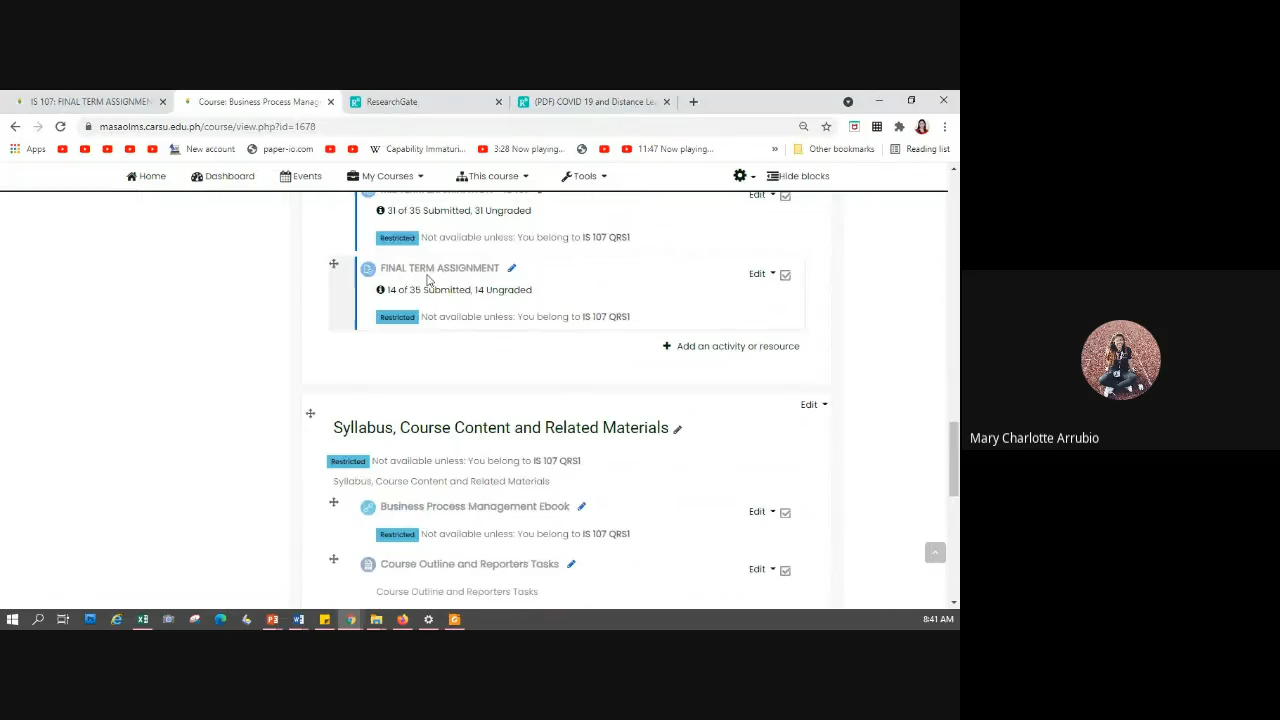 IS 107: FINAL TERM ASSIGNMEN
Course: Business Process Manag
ResearchGate
(PDF) COVID 19 and Distance Le
masaolms.carsu.edu.ph/course/view.php?id=1678
Apps
New account
paper-io.com
Capability Immaturi...
3:28 Now playing...
11:47 Now playing...
»
Other bookmarks
Reading list
Home
Dashboard
Events
My Courses
This course
Tools
Hide blocks
Edit
31 of 35 Submitted, 31 Ungraded
Restricted Not available unless: You belong to IS 107 QRS1
FINAL TERM ASSIGNMENT
Edit
14 of 35 Submitted, 14 Ungraded
Restricted Not available unless: You belong to IS 107 QRS1
+ Add an activity or resource
Edit
Syllabus, Course Content and Related Materials
Restricted Not available unless: You belong to IS 107 QRS1
Syllabus, Course Content and Related Materials
Business Process Management Ebook
Edit
Restricted Not available unless: You belong to IS 107 QRS1
Course Outline and Reporters Tasks
Edit
Course Outline and Reporters Tasks
8:41 AM
Mary Charlotte Arrubio